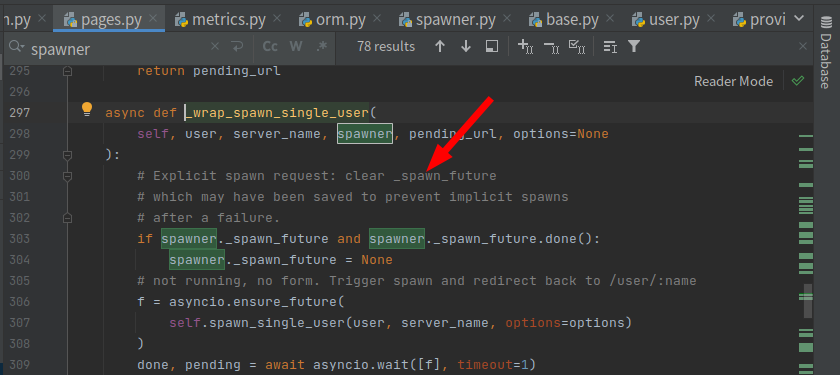 n.py pages.py metrics.py orm.py spawner.py base.py user.py provi
spawner Cc W .* 78 results
Reader Mode
Database
295 return pending_url
296
297 async def _wrap_spawn_single_user(
298 self, user, server_name, spawner, pending_url, options=None
299 ):
300 # Explicit spawn request: clear _spawn_future
301 # which may have been saved to prevent implicit spawns
302 # after a failure.
303 if spawner._spawn_future and spawner._spawn_future.done():
304 spawner._spawn_future = None
305 # not running, no form. Trigger spawn and redirect back to /user/:name
306 f = asyncio.ensure_future(
307 self.spawn_single_user(user, server_name, options=options)
308 )
309 done, pending = await asyncio.wait([f], timeout=1)